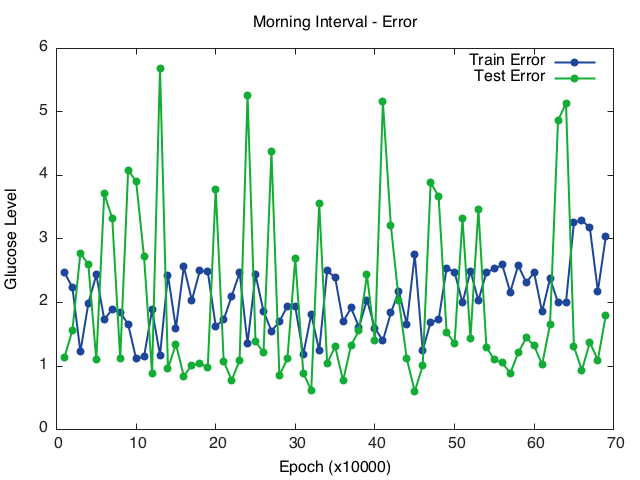 Morning Interval - Error
6
5
4
3
2
1
0
Glucose Level
Train Error
Test Error
0 10 20 30 40 50 60 70
Epoch (x10000)